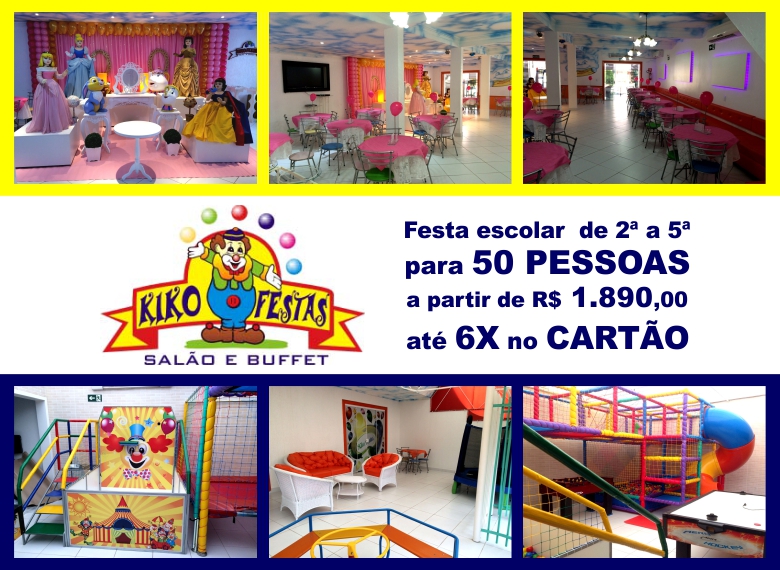 KIKO FESTAS
SALÃO E BUFFET
Festa escolar de 2ª a 5ª
para 50 PESSOAS
a partir de R$ 1.890,00
até 6X no CARTÃO